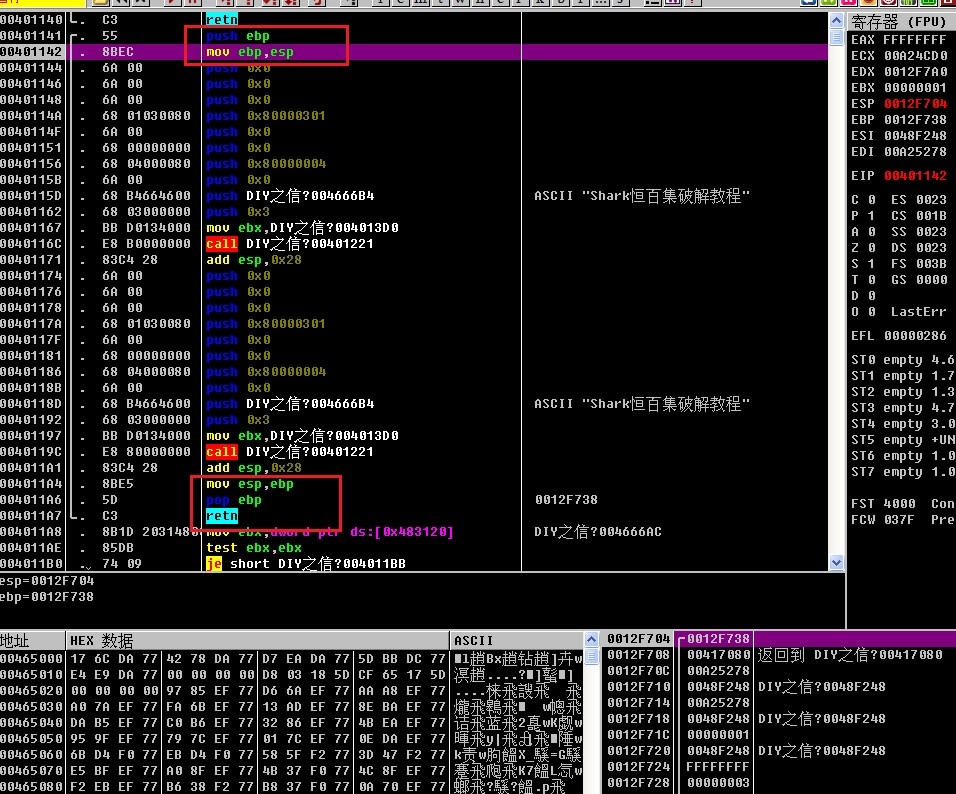 寄存器 (FPU)
00401140 C3 retn
00401141 55 push ebp
00401142 8BEC mov ebp,esp
00401144 6A 00 push 0x0
00401146 6A 00 push 0x0
00401148 6A 00 push 0x0
0040114A 68 01030080 push 0x80000301
0040114F 6A 00 push 0x0
00401151 68 00000000 push 0x0
00401156 68 04000080 push 0x80000004
0040115B 6A 00 push 0x0
0040115D 68 B4664600 push DIY之信?004666B4 ASCII "Shark恒百集破解教程"
00401162 68 03000000 push 0x3
00401167 BB D0134000 mov ebx,DIY之信?004013D0
0040116C E8 B0000000 call DIY之信?00401221
00401171 83C4 28 add esp,0x28
00401174 6A 00 push 0x0
00401176 6A 00 push 0x0
00401178 6A 00 push 0x0
0040117A 68 01030080 push 0x80000301
0040117F 6A 00 push 0x0
00401181 68 00000000 push 0x0
00401186 68 04000080 push 0x80000004
0040118B 6A 00 push 0x0
0040118D 68 B4664600 push DIY之信?004666B4 ASCII "Shark恒百集破解教程"
00401192 68 03000000 push 0x3
00401197 BB D0134000 mov ebx,DIY之信?004013D0
0040119C E8 80000000 call DIY之信?00401221
004011A1 83C4 28 add esp,0x28
004011A4 8BE5 mov esp,ebp
004011A6 5D pop ebp 0012F738
004011A7 C3 retn
004011A8 8B1D 2031480 mov ebx,dword ptr ds:[0x483120] DIY之信?004666AC
004011AE 85DB test ebx,ebx
004011B0 74 09 je short DIY之信?004011BB
EAX FFFFFFFF
ECX 00A24CD0
EDX 0012F7A0
EBX 00000001
ESP 0012F704
EBP 0012F738
ESI 0048F248
EDI 00A25278
EIP 00401142
C 0 ES 0023
P 1 CS 001B
A 0 SS 0023
Z 0 DS 0023
S 1 FS 003B
T 0 GS 0000
D 0
O 0 LastErr
EFL 00000286
ST0 empty 4.6
ST1 empty 1.7
ST2 empty 1.3
ST3 empty 4.7
ST4 empty 3.0
ST5 empty +UN
ST6 empty 1.0
ST7 empty 1.0
FST 4000 Con
FCW 037F Pre
esp=0012F704
ebp=0012F738
地址 HEX 数据 ASCII
00465000 17 6C DA 77 42 78 DA 77 D7 EA DA 77 5D BB DC 77
00465010 E4 E9 DA 77 00 00 00 00 D8 03 18 5D CF 65 17 5D
00465020 00 00 00 00 97 85 EF 77 D6 6A EF 77 AA A8 EF 77
00465030 A0 7A EF 77 FA 6B EF 77 13 AD EF 77 8E BA EF 77
00465040 DA B5 EF 77 C0 B6 EF 77 32 86 EF 77 4B EA EF 77
00465050 95 9F EF 77 79 7C EF 77 01 7C EF 77 0E DA EF 77
00465060 6B D4 F0 77 EB D4 F0 77 58 5F F2 77 3D 47 F2 77
00465070 E5 BF EF 77 A0 8F EF 77 4B 37 F0 77 4C 8F EF 77
00465080 F2 EB EF 77 B6 38 F2 77 B8 37 F0 77 0A 70 EF 77
0012F704 0012F738
0012F708 00417080 返回到 DIY之信?00417080
0012F70C 00A25278
0012F710 0048F248 DIY之信?0048F248
0012F714 00A25278
0012F718 0048F248 DIY之信?0048F248
0012F71C 00000001
0012F720 0048F248 DIY之信?0048F248
0012F724 FFFFFFFF
0012F728 00000003